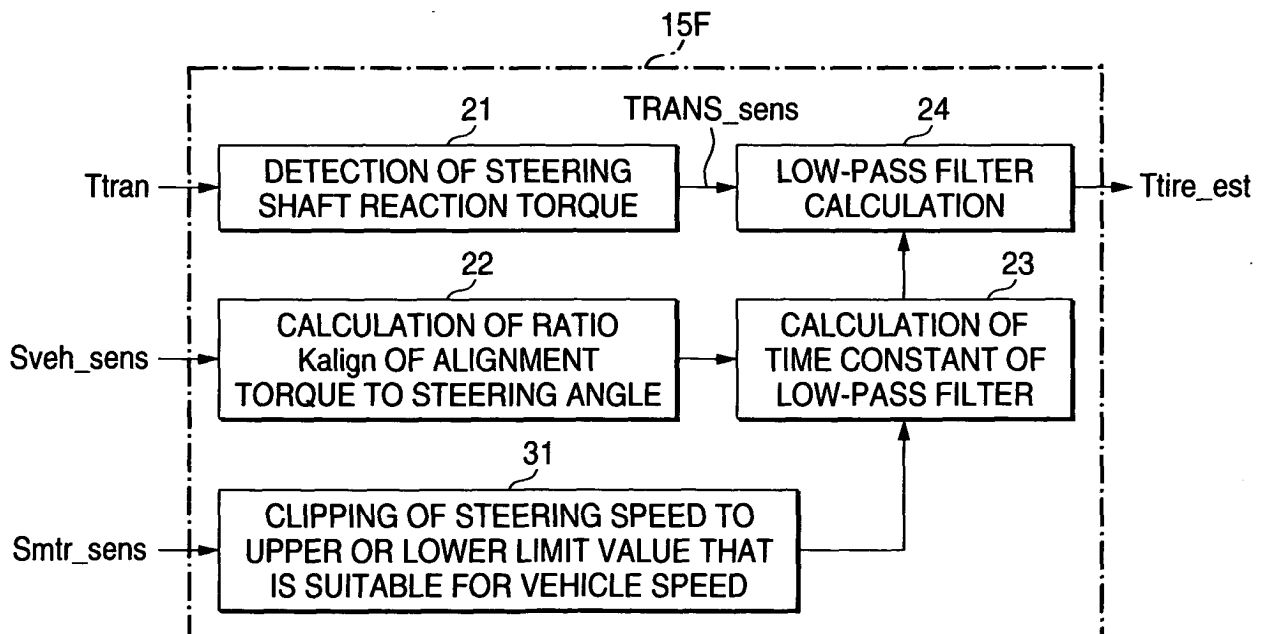 15F
21
TRANS_sens
24
Ttran
DETECTION OF STEERING
SHAFT REACTION TORQUE
LOW-PASS FILTER
CALCULATION
Ttire_est
22
23
Sveh_sens
CALCULATION OF RATIO
Kalign OF ALIGNMENT
TORQUE TO STEERING ANGLE
CALCULATION OF
TIME CONSTANT OF
LOW-PASS FILTER
31
Smtr_sens
CLIPPING OF STEERING SPEED TO
UPPER OR LOWER LIMIT VALUE THAT
IS SUITABLE FOR VEHICLE SPEED